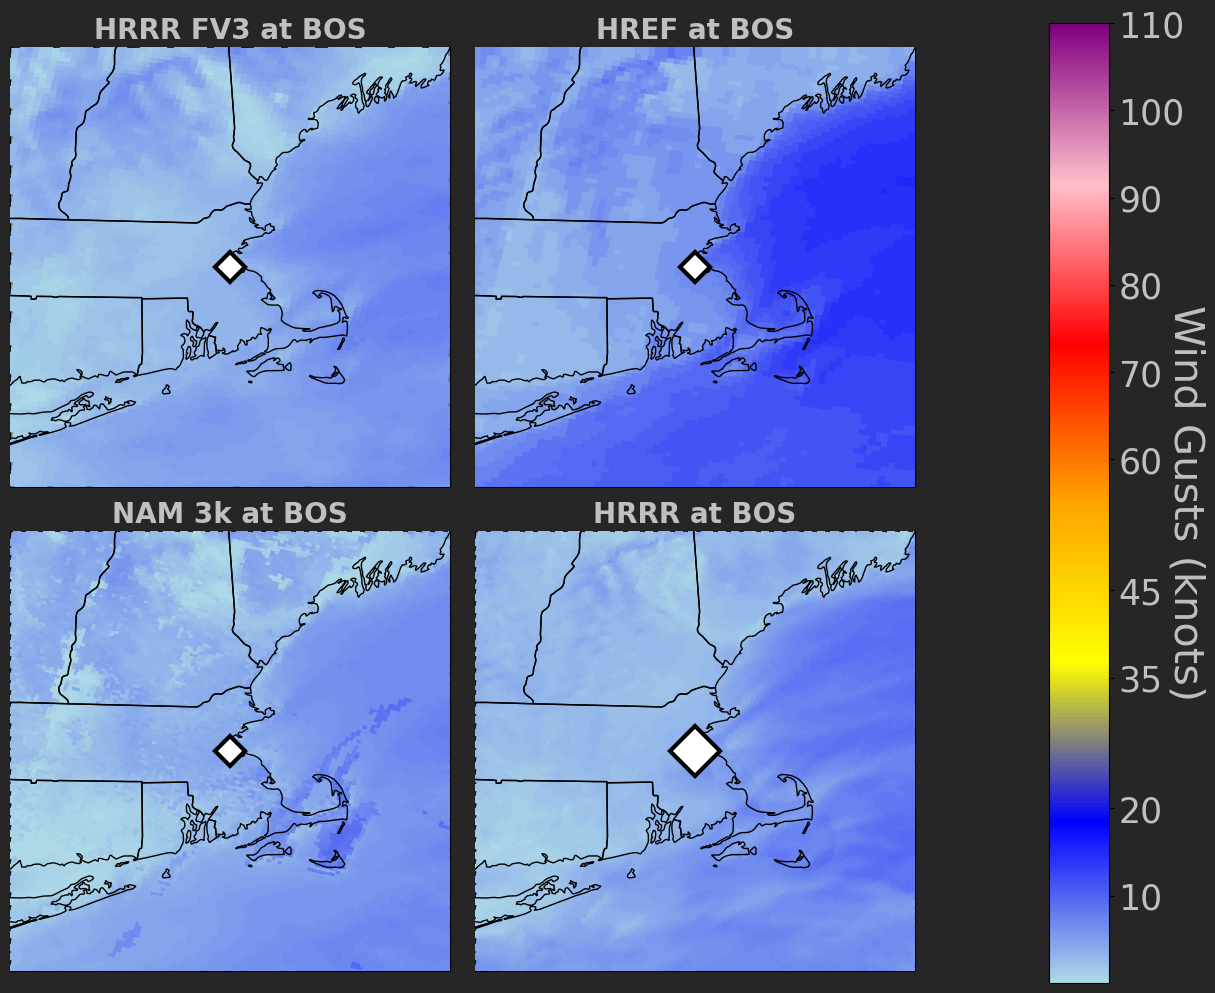 HRRR FV3 at BOS
HREF at BOS
NAM 3k at BOS
HRRR at BOS
110
100
90
80
70
60
45
35
20
10
Wind Gusts (knots)